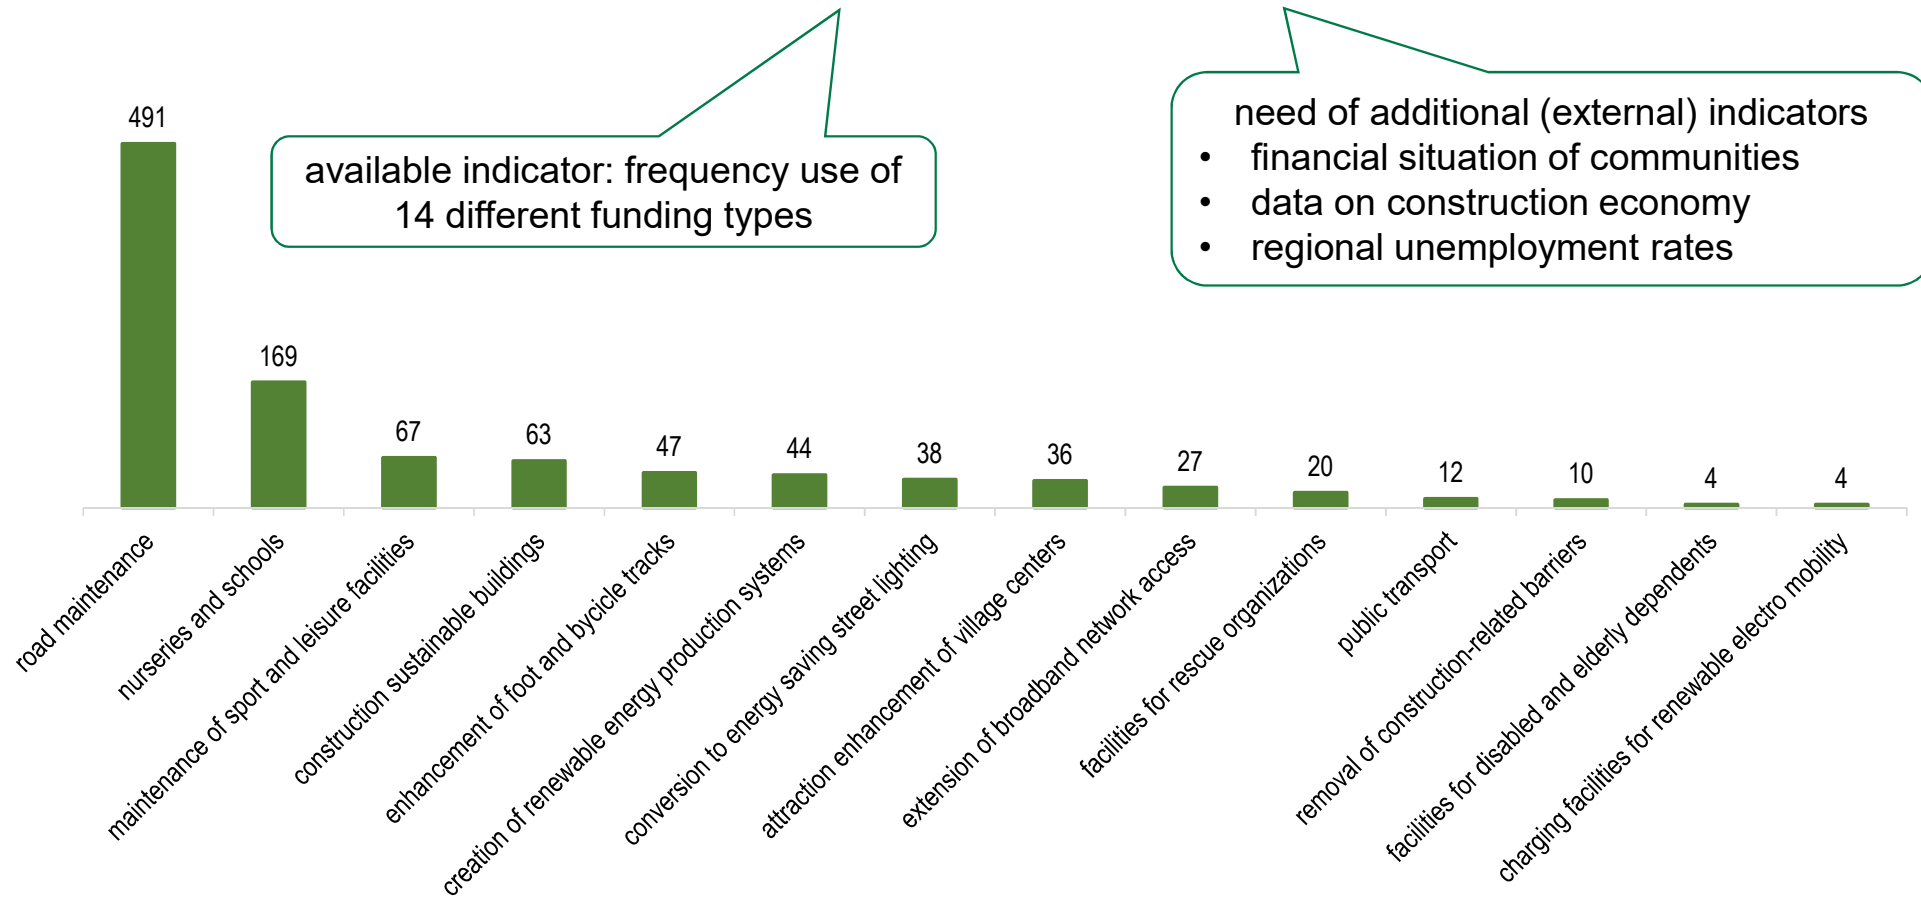 available indicator: frequency use of
14 different funding types
need of additional (external) indicators
• financial situation of communities
• data on construction economy
• regional unemployment rates
491
169
67
63
47
44
38
36
27
20
12
10
4
4
road maintenance
nurseries and schools
maintenance of sport and leisure facilities
construction sustainable buildings
enhancement of foot and bycicle tracks
creation of renewable energy production systems
conversion to energy saving street lighting
attraction enhancement of village centers
extension of broadband network access
facilities for rescue organizations
public transport
removal of construction-related barriers
facilities for disabled and elderly dependents
charging facilities for renewable electro mobility